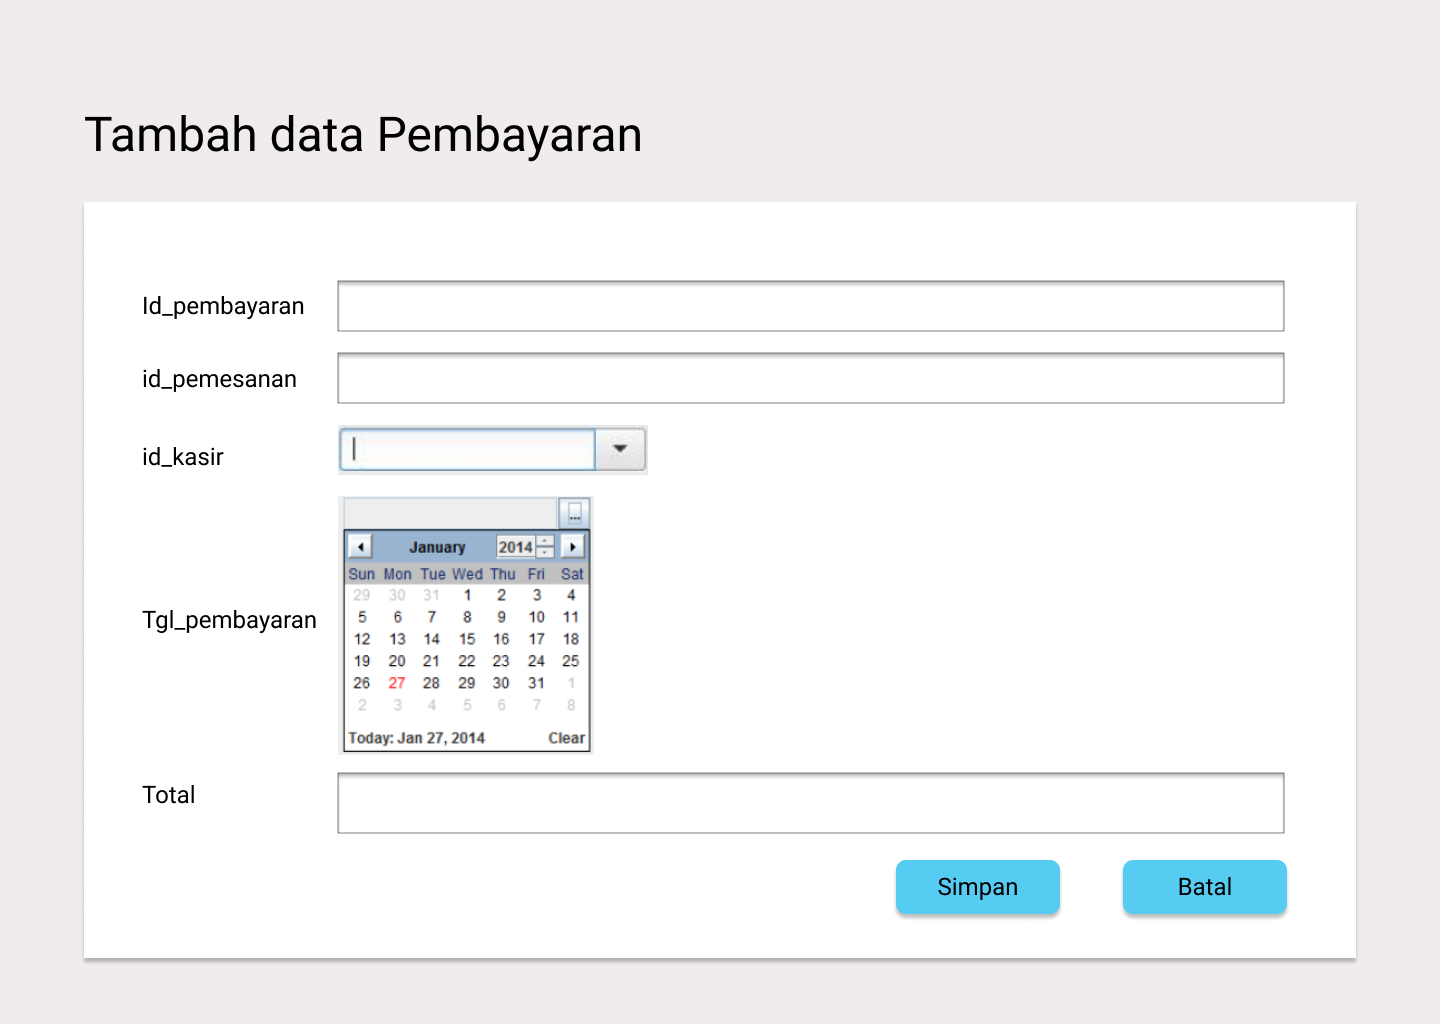 Tambah data Pembayaran
Id_pembayaran
id_pemesanan
id_kasir
...
January 2014
Sun Mon Tue Wed Thu Fri Sat
29 30 31 1 2 3 4
5 6 7 8 9 10 11
12 13 14 15 16 17 18
19 20 21 22 23 24 25
26 27 28 29 30 31 1
2 3 4 5 6 7 8
Today: Jan 27, 2014 Clear
Tgl_pembayaran
Total
Simpan Batal